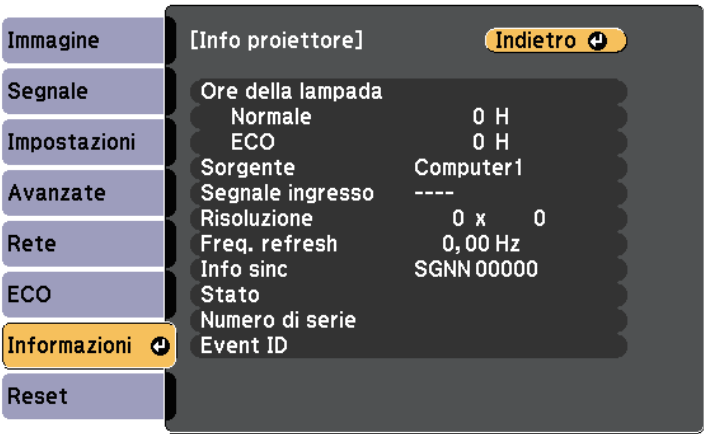 Immagine
Segnale
Impostazioni
Avanzate
Rete
ECO
Informazioni
Reset
[Info proiettore] Indietro
Ore della lampada
Normale 0 H
ECO 0 H
Sorgente Computer1
Segnale ingresso ----
Risoluzione 0 x 0
Freq. refresh 0,00 Hz
Info sinc SGNN 00000
Stato
Numero di serie
Event ID